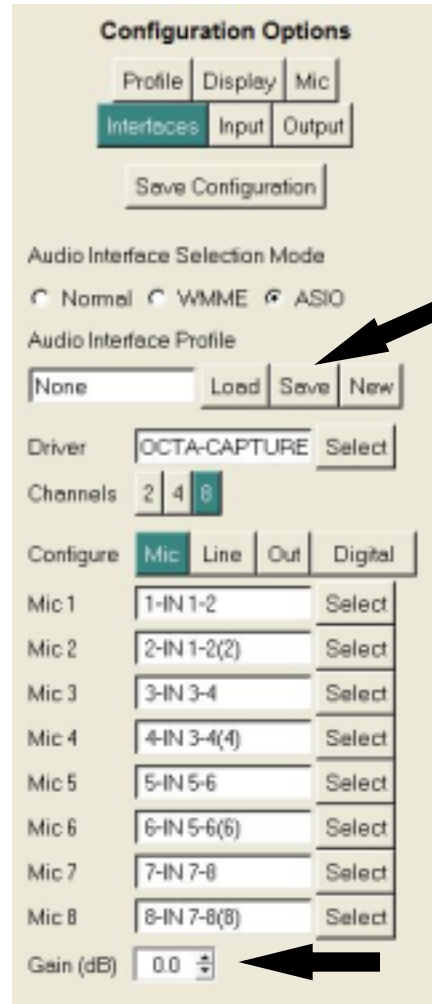 Configuration Options
Profile Display Mic
Interfaces Input Output
Save Configuration
Audio Interface Selection Mode
Normal WMME ASIO
Audio Interface Profile
None Load Save New
Driver OCTA-CAPTURE Select
Channels 2 4 8
Configure Mic Line Out Digital
Mic 1 1-IN 1-2 Select
Mic 2 2-IN 1-2(2) Select
Mic 3 3-IN 3-4 Select
Mic 4 4-IN 3-4(4) Select
Mic 5 5-IN 5-6 Select
Mic 6 6-IN 5-6(6) Select
Mic 7 7-IN 7-8 Select
Mic 8 8-IN 7-8(8) Select
Gain (dB) 0.0